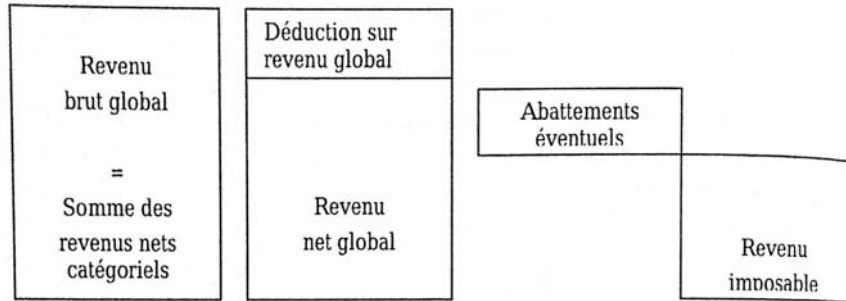 Revenu
brut global
=
Somme des
revenus nets
catégoriels
Déduction sur
revenu global
Revenu
net global
Abattements
éventuels
Revenu
imposable